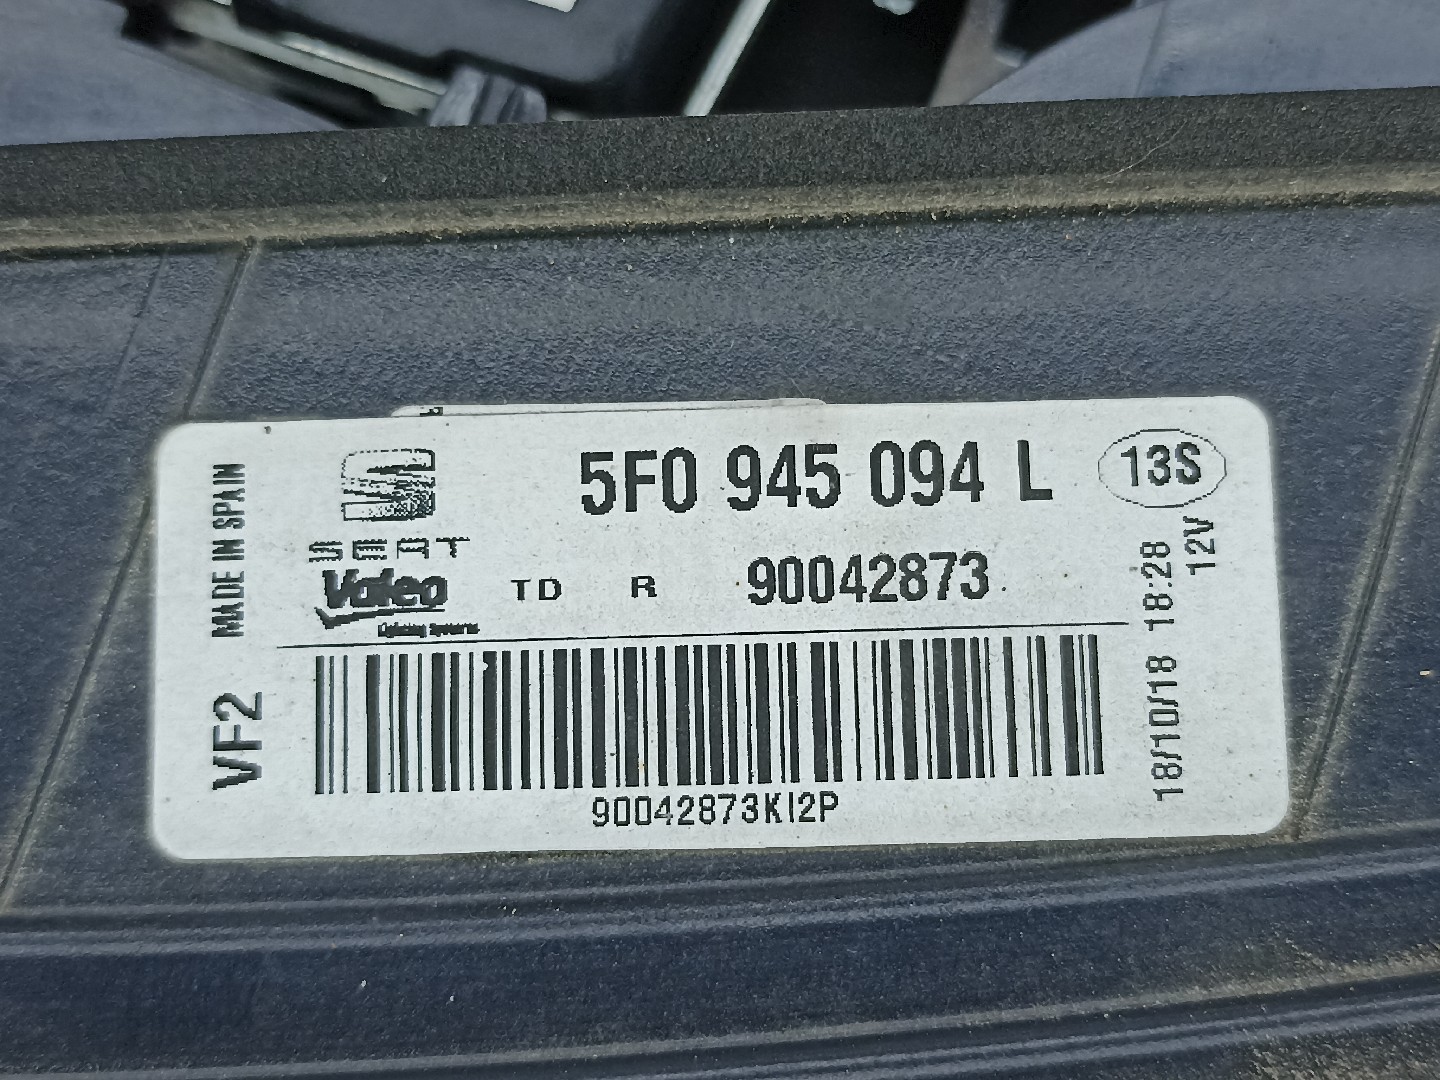 5F0 945 094 L
13S
SEAT
Valeo
Lighting Systems
TD R 90042873
90042873KI2P
MADE IN SPAIN
VF2
18/10/18 18:28
12V